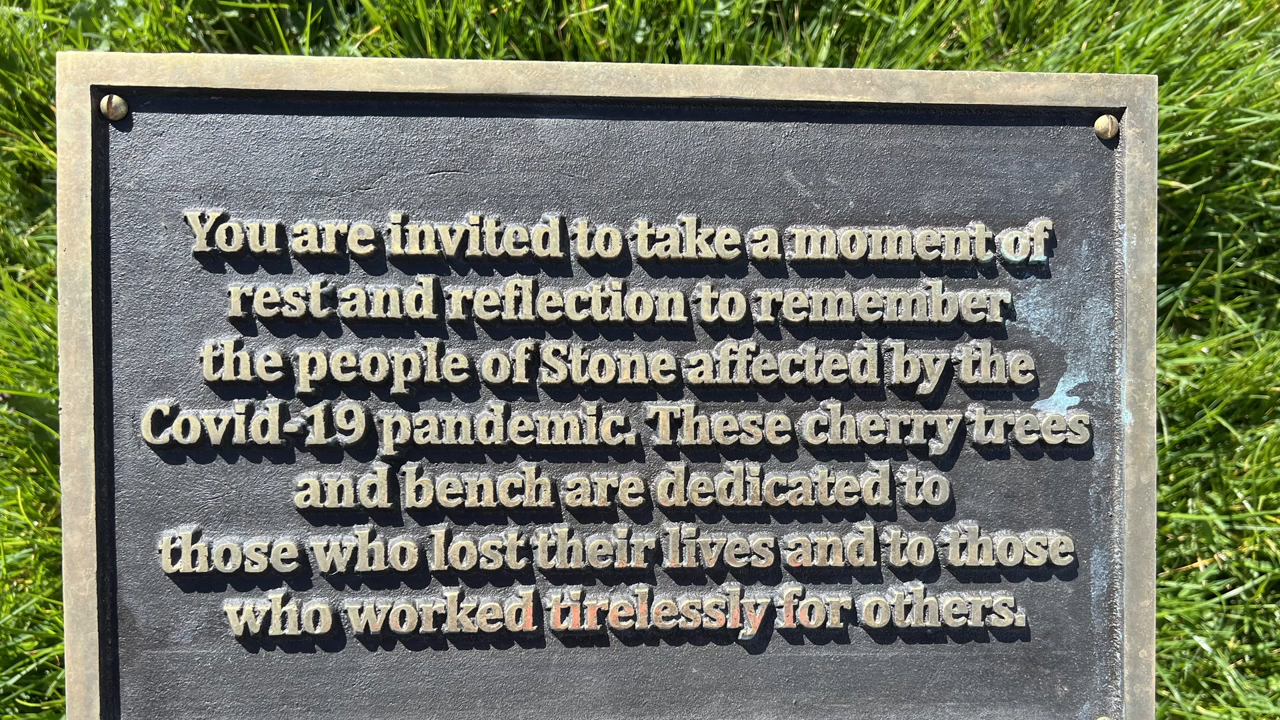 You are invited to take a moment of
rest and reflection to remember
the people of Stone affected by the
Covid-19 pandemic. These cherry trees
and bench are dedicated to
those who lost their lives and to those
who worked tirelessly for others.